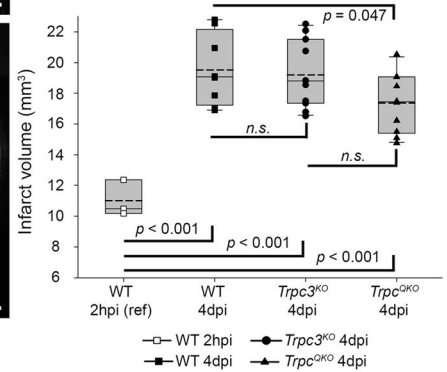 Infarct volume (mm³)
22
20
18
16
14
12
10
8
6
p = 0.047
n.s.
n.s.
p < 0.001
p < 0.001
p < 0.001
WT WT Trpc3ᴷᴼ TrpcQᴷᴼ
2hpi (ref) 4dpi 4dpi 4dpi
WT 2hpi Trpc3ᴷᴼ 4dpi
WT 4dpi TrpcQᴷᴼ 4dpi